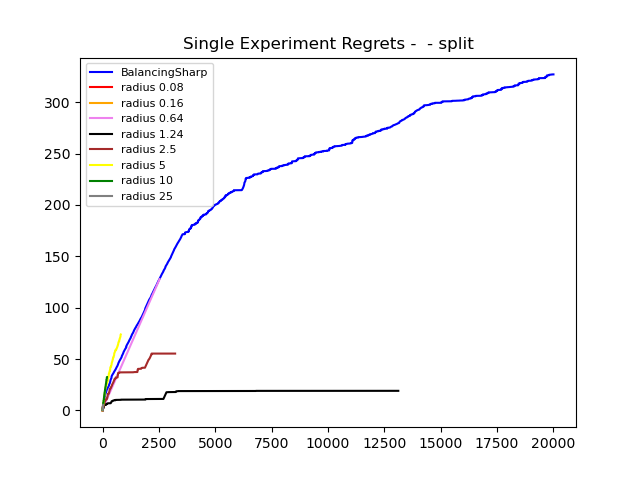 Single Experiment Regrets -  - split
BalancingSharp
radius 0.08
radius 0.16
radius 0.64
radius 1.24
radius 2.5
radius 5
radius 10
radius 25
300
250
200
150
100
50
0
0 2500 5000 7500 10000 12500 15000 17500 20000